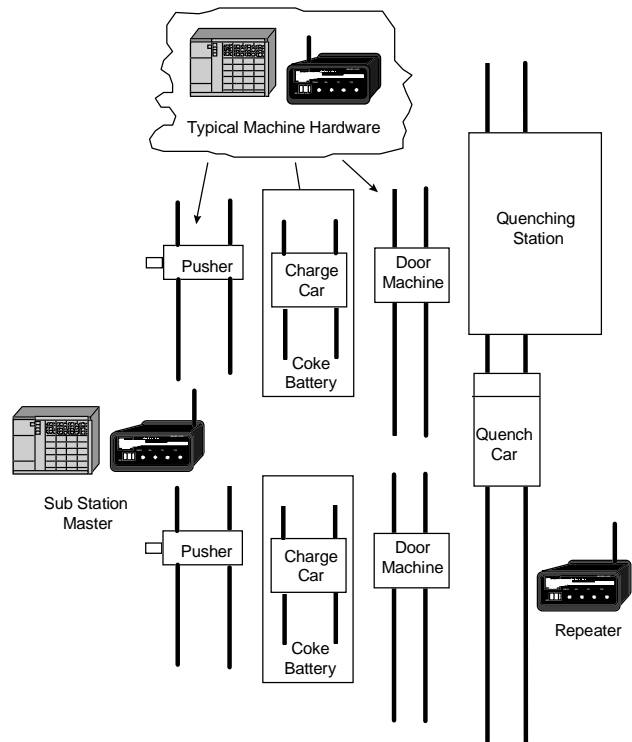 Typical Machine Hardware
Quenching
Station
Pusher
Charge
Car
Door
Machine
Coke
Battery
Quench
Car
Sub Station
Master
Pusher
Charge
Car
Door
Machine
Repeater
Coke
Battery